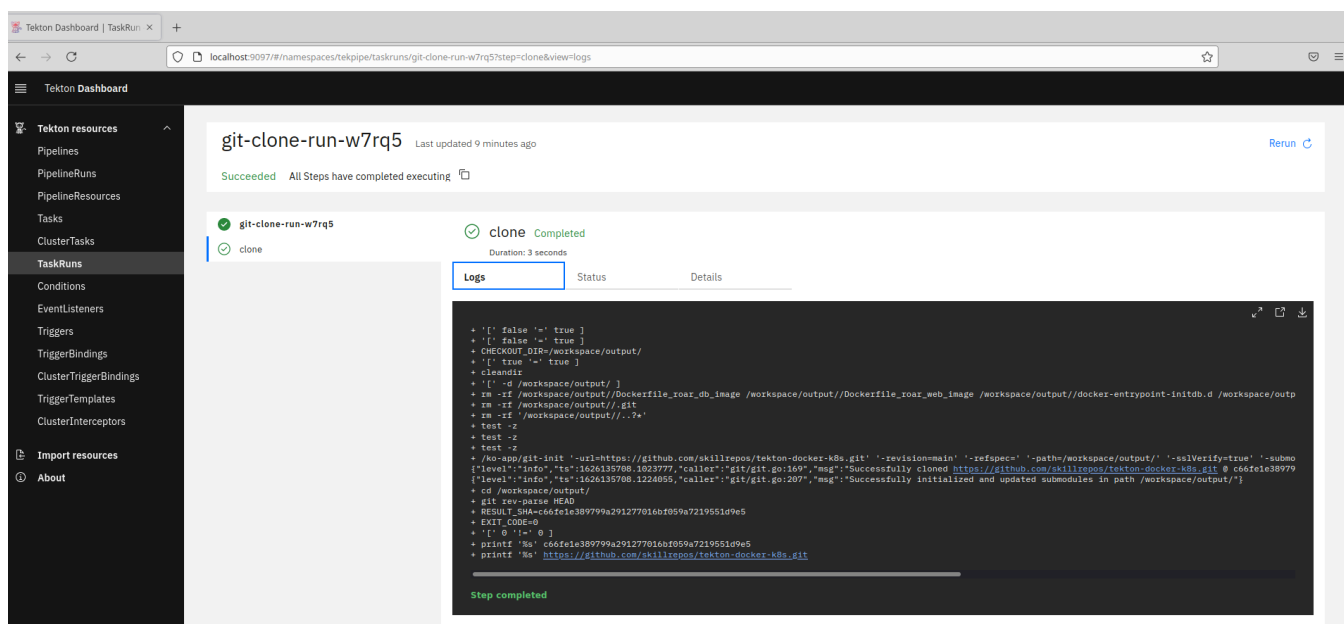 Tekton Dashboard | TaskRun
localhost:9097/#/namespaces/tekpipe/taskruns/git-clone-run-w7rq5?step=clone&view=logs
Tekton Dashboard
Tekton resources
Pipelines
PipelineRuns
PipelineResources
Tasks
ClusterTasks
TaskRuns
Conditions
EventListeners
Triggers
TriggerBindings
ClusterTriggerBindings
TriggerTemplates
ClusterInterceptors
Import resources
About
git-clone-run-w7rq5 Last updated 9 minutes ago
Rerun
Succeeded All Steps have completed executing
git-clone-run-w7rq5
clone
clone Completed
Duration: 3 seconds
Logs Status Details
+ '[' false '=' true ]
+ '[' false '=' true ]
+ CHECKOUT_DIR=/workspace/output/
+ '[' true '=' true ]
+ cleandir
+ '[' -d /workspace/output/ ]
+ rm -rf /workspace/output//Dockerfile_roar_db_image /workspace/output//Dockerfile_roar_web_image /workspace/output//docker-entrypoint-initdb.d /workspace/outp
+ rm -rf /workspace/output//.git
+ rm -rf '/workspace/output//..?*'
+ test -z
+ test -z
+ test -z
+ /ko-app/git-init '-url=https://github.com/skillrepos/tekton-docker-k8s.git' '-revision=main' '-refspec=' '-path=/workspace/output/' '-sslVerify=true' '-submo
{"level":"info","ts":1626135708.1023777,"caller":"git/git.go:169","msg":"Successfully cloned https://github.com/skillrepos/tekton-docker-k8s.git @ c66fe1e38979
{"level":"info","ts":1626135708.1224055,"caller":"git/git.go:207","msg":"Successfully initialized and updated submodules in path /workspace/output/"}
+ cd /workspace/output/
+ git rev-parse HEAD
+ RESULT_SHA=c66fe1e389799a291277016bf059a7219551d9e5
+ EXIT_CODE=0
+ '[' 0 '!=' 0 ]
+ printf '%s' c66fe1e389799a291277016bf059a7219551d9e5
+ printf '%s' https://github.com/skillrepos/tekton-docker-k8s.git
Step completed